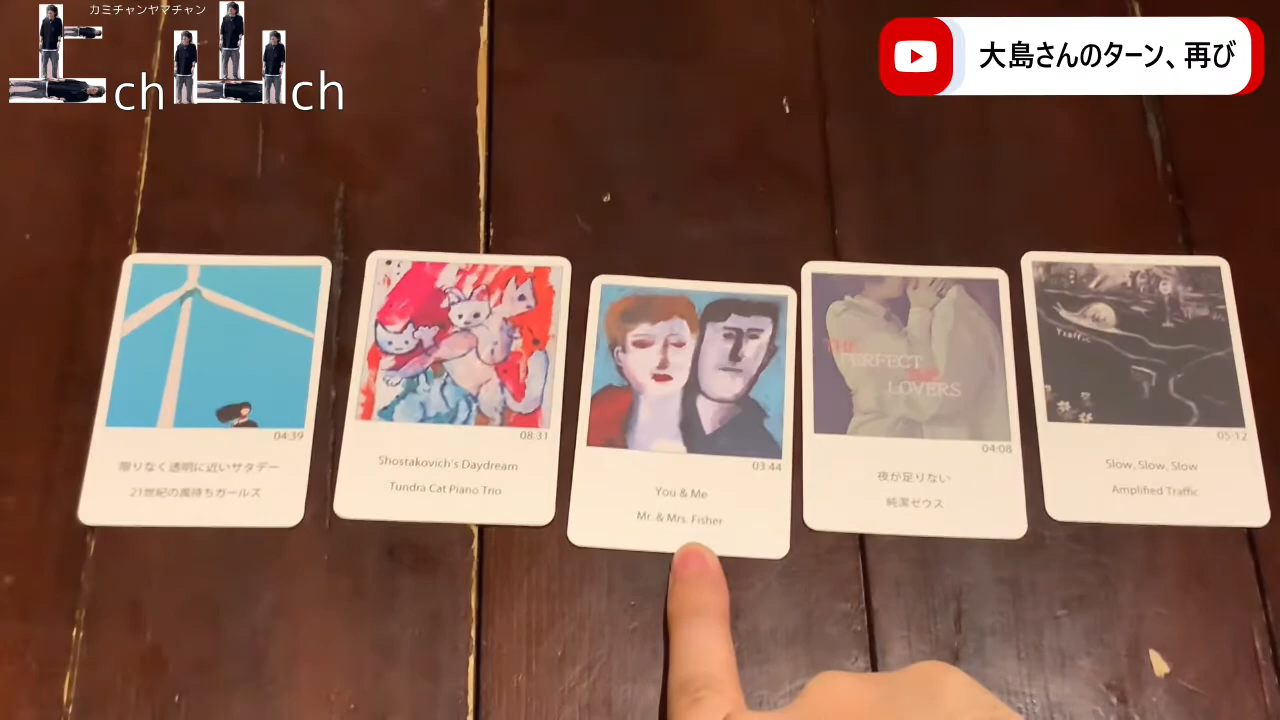 カミチャンヤマチャン
ch ch
大島さんのターン、再び
04:39
限りなく透明に近いサタデー
21世紀の風待ちガールズ
08:31
Shostakovich's Daydream
Tundra Cat Piano Trio
03:44
You & Me
Mr. & Mrs. Fisher
THE
PERFECT
LOVERS
04:08
夜が足りない
純潔ゼウス
Traffic
05:12
Slow, Slow, Slow
Amplified Traffic